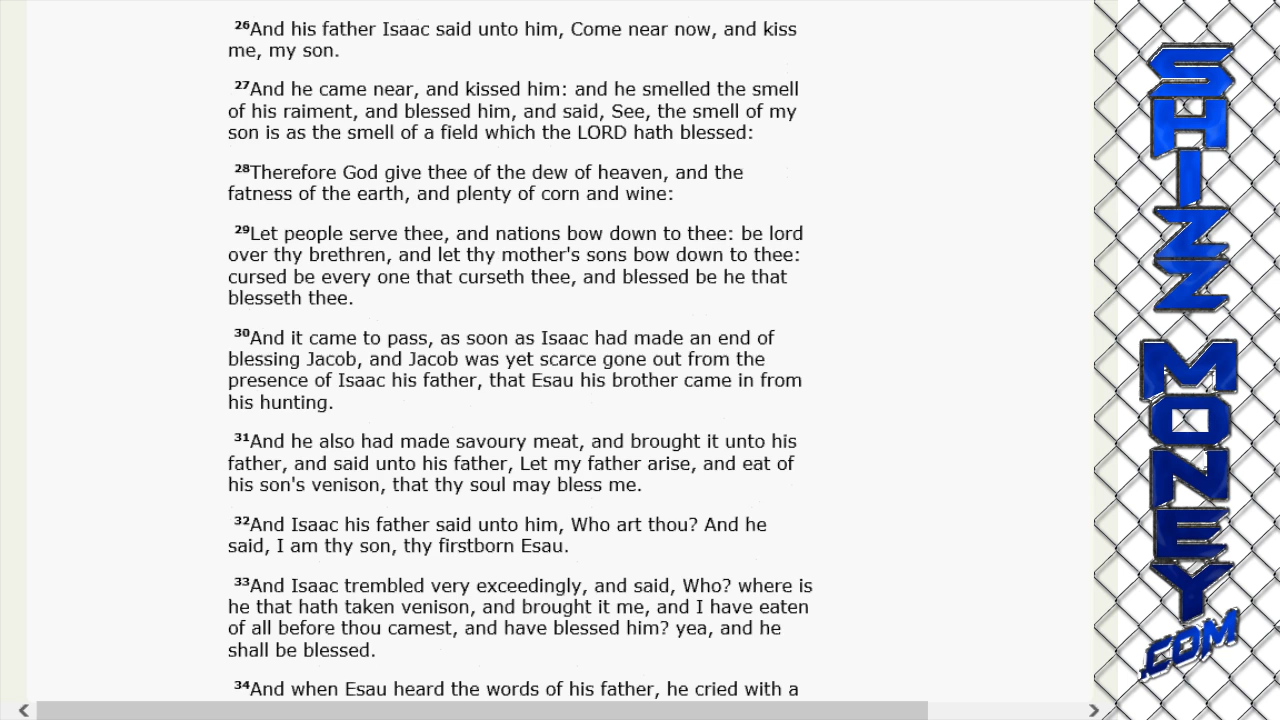 26And his father Isaac said unto him, Come near now, and kiss
me, my son.
27And he came near, and kissed him: and he smelled the smell
of his raiment, and blessed him, and said, See, the smell of my
son is as the smell of a field which the LORD hath blessed:
28Therefore God give thee of the dew of heaven, and the
fatness of the earth, and plenty of corn and wine:
29Let people serve thee, and nations bow down to thee: be lord
over thy brethren, and let thy mother's sons bow down to thee:
cursed be every one that curseth thee, and blessed be he that
blesseth thee.
30And it came to pass, as soon as Isaac had made an end of
blessing Jacob, and Jacob was yet scarce gone out from the
presence of Isaac his father, that Esau his brother came in from
his hunting.
31And he also had made savoury meat, and brought it unto his
father, and said unto his father, Let my father arise, and eat of
his son's venison, that thy soul may bless me.
32And Isaac his father said unto him, Who art thou? And he
said, I am thy son, thy firstborn Esau.
33And Isaac trembled very exceedingly, and said, Who? where is
he that hath taken venison, and brought it me, and I have eaten
of all before thou camest, and have blessed him? yea, and he
shall be blessed.
34And when Esau heard the words of his father, he cried with a
SHIZZ MONEY.COM